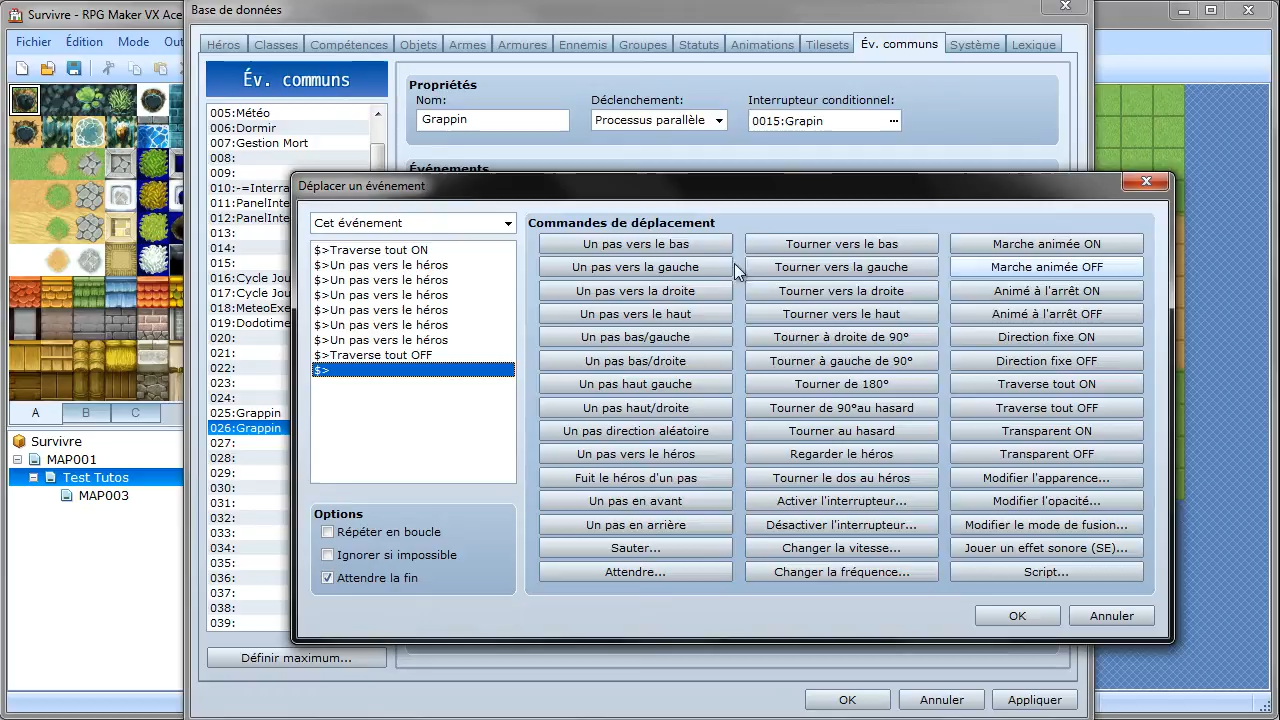 Survivre - RPG Maker VX Ace
Base de données
Fichier Édition Mode Out
Héros Classes Compétences Objets Armes Armures Ennemis Groupes Statuts Animations Tilesets Év. communs Système Lexique
Év. communs
Propriétés
Nom: Déclenchement: Interrupteur conditionnel:
Grappin Processus parallèle 0015:Grapin ...
Événements
005:Météo
006:Dormir
007:Gestion Mort
008:
009:
010:-=Interra
011:PanelInte
012:PanelInte
013:
014:
015:
016:Cycle Jou
017:Cycle Jou
018:MeteoExe
019:Dodotime
020:
021:
022:
023:
024:
025:Grappin
026:Grappin
027:
028:
029:
030:
031:
032:
033:
034:
035:
036:
037:
038:
039:
Définir maximum...
A B C
Survivre
MAP001
Test Tutos
MAP003
Déplacer un événement
Cet événement
$>Traverse tout ON
$>Un pas vers le héros
$>Un pas vers le héros
$>Un pas vers le héros
$>Un pas vers le héros
$>Un pas vers le héros
$>Un pas vers le héros
$>Traverse tout OFF
$>
Options
Répéter en boucle
Ignorer si impossible
Attendre la fin
Commandes de déplacement
Un pas vers le bas Tourner vers le bas Marche animée ON
Un pas vers la gauche Tourner vers la gauche Marche animée OFF
Un pas vers la droite Tourner vers la droite Animé à l'arrêt ON
Un pas vers le haut Tourner vers le haut Animé à l'arrêt OFF
Un pas bas/gauche Tourner à droite de 90° Direction fixe ON
Un pas bas/droite Tourner à gauche de 90° Direction fixe OFF
Un pas haut gauche Tourner de 180° Traverse tout ON
Un pas haut/droite Tourner de 90°au hasard Traverse tout OFF
Un pas direction aléatoire Tourner au hasard Transparent ON
Un pas vers le héros Regarder le héros Transparent OFF
Fuit le héros d'un pas Tourner le dos au héros Modifier l'apparence...
Un pas en avant Activer l'interrupteur... Modifier l'opacité...
Un pas en arrière Désactiver l'interrupteur... Modifier le mode de fusion...
Sauter... Changer la vitesse... Jouer un effet sonore (SE)...
Attendre... Changer la fréquence... Script...
OK Annuler
OK Annuler Appliquer